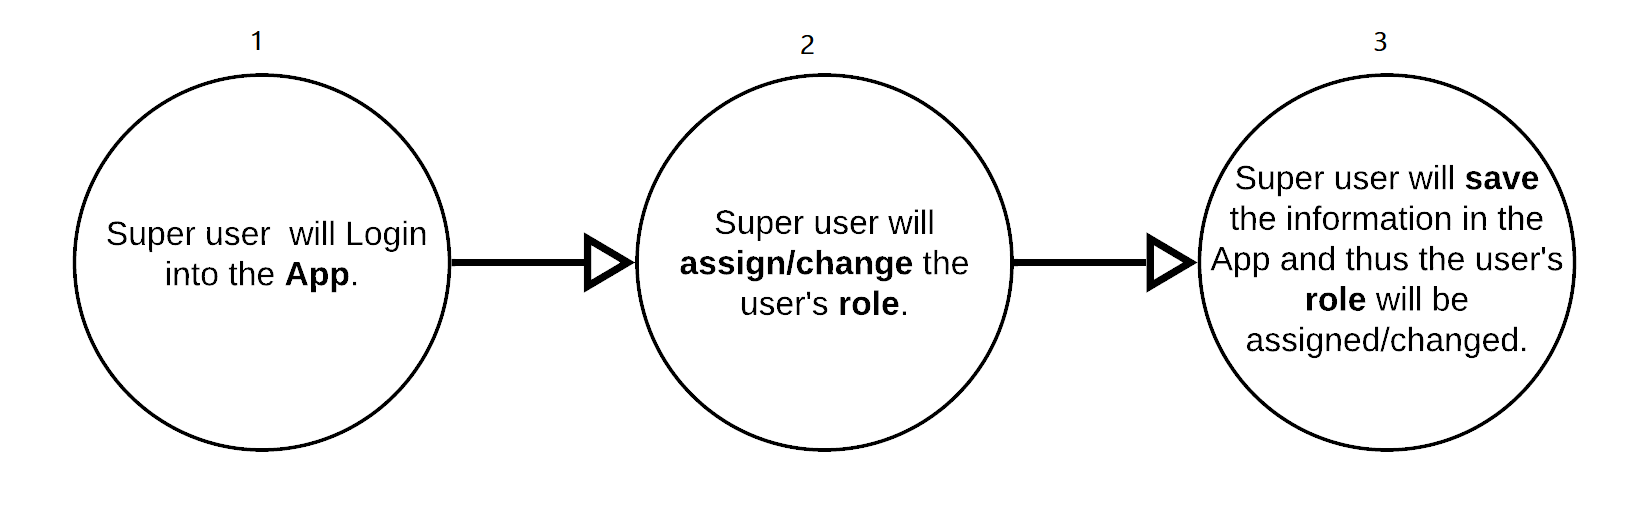 1
Super user  will Login
into the App.
2
Super user will
assign/change the
user's role.
3
Super user will save
the information in the
App and thus the user's
role will be
assigned/changed.